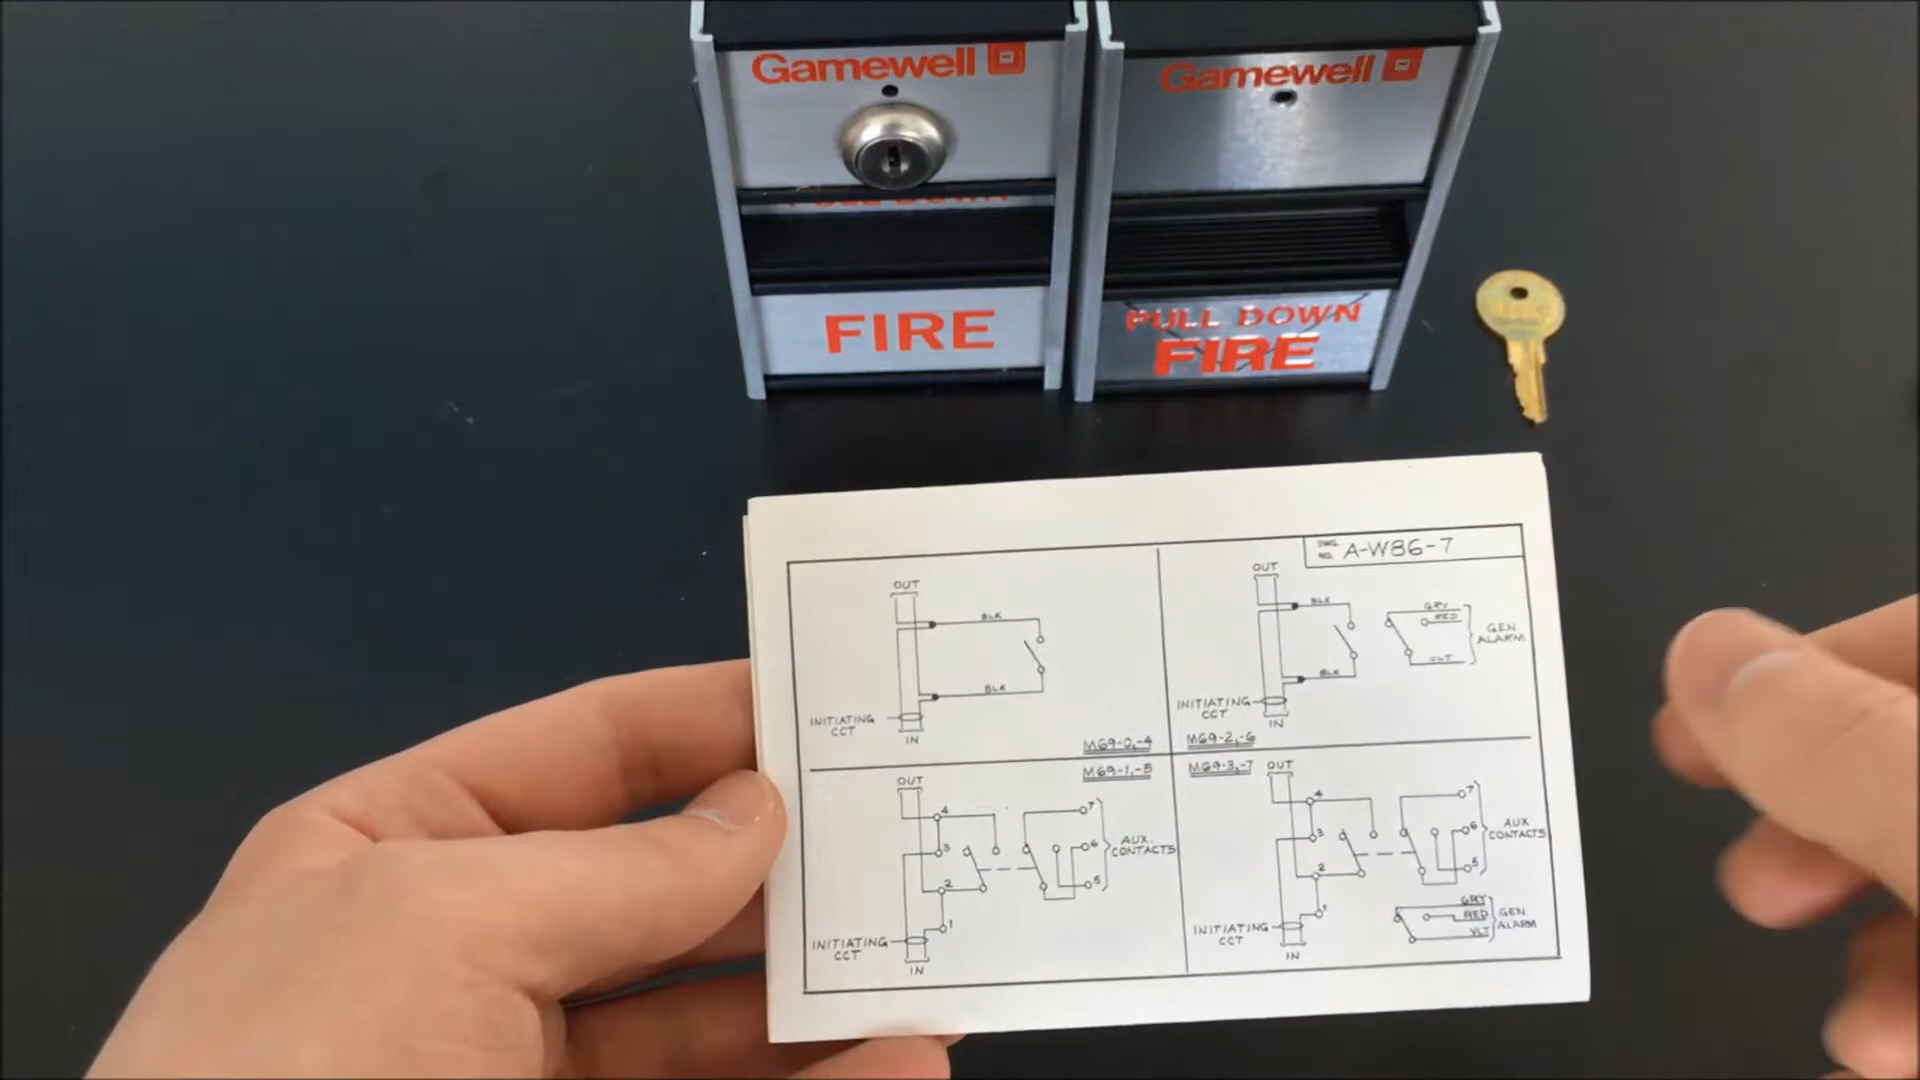 Gamewell
PULL DOWN
FIRE
Gamewell
PULL DOWN
FIRE
DWG. NO. A-W86-7
OUT
BLK
BLK
INITIATING
CCT
IN
M69-0,-4
OUT
BLK
BLK
GRY
RED
VLT
GEN
ALARM
INITIATING
CCT
IN
M69-2,-6
M69-1,-5
OUT
4
3
2
1
7
6
5
AUX.
CONTACTS
INITIATING
CCT
IN
M69-3,-7
OUT
4
3
2
1
7
6
5
AUX
CONTACTS
GRY
RED
VLT
GEN
ALARM
INITIATING
CCT
IN